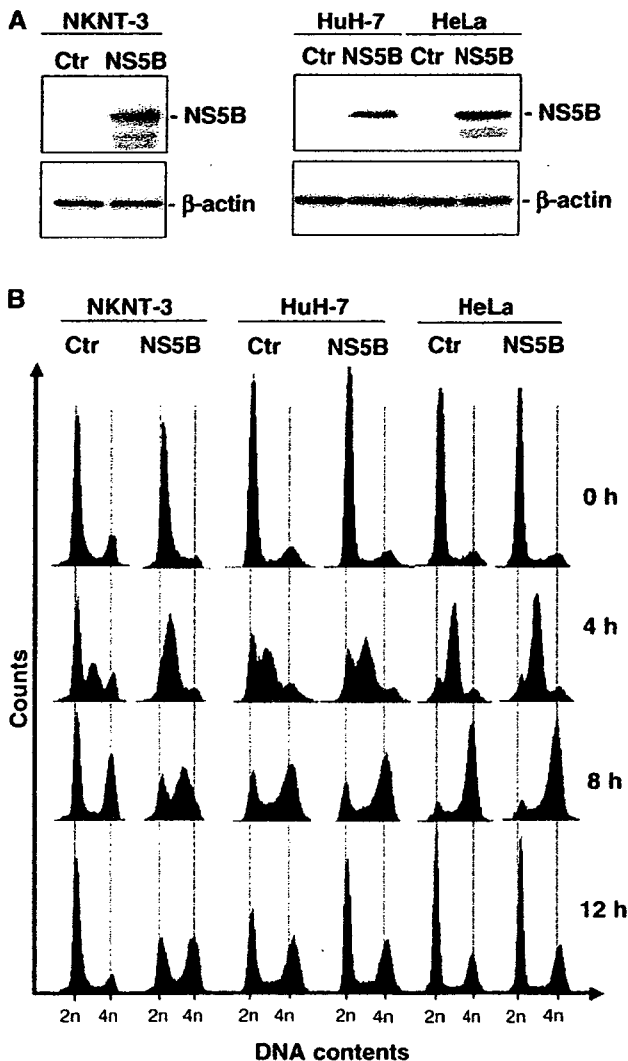 A
NKNT-3
Ctr NS5B
- NS5B
- β-actin
HuH-7 HeLa
Ctr NS5B Ctr NS5B
- NS5B
- β-actin
B
NKNT-3 HuH-7 HeLa
Ctr NS5B Ctr NS5B Ctr NS5B
0 h
4 h
8 h
12 h
Counts
2n 4n 2n 4n 2n 4n 2n 4n 2n 4n 2n 4n
DNA contents